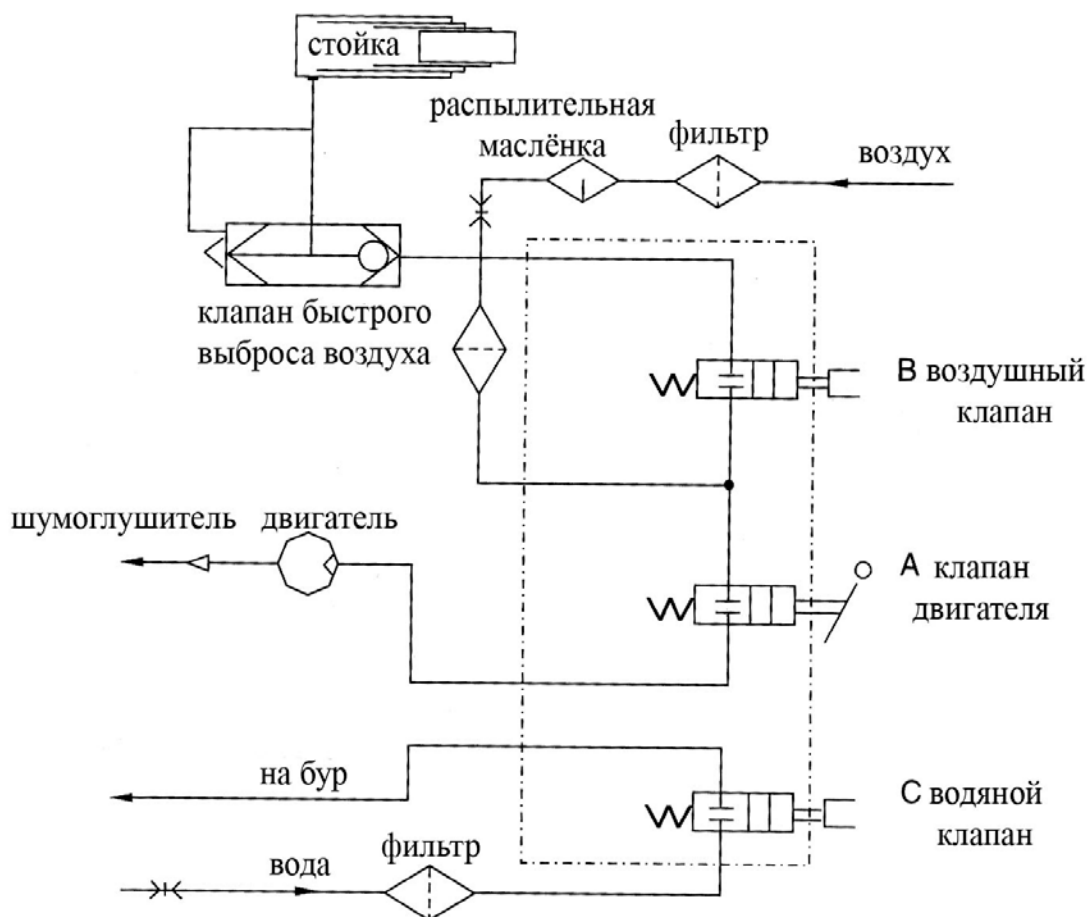 стойка
распылительная
маслёнка
фильтр
воздух
клапан быстрого
выброса воздуха
B воздушный
клапан
шумоглушитель двигатель
A клапан
двигателя
на бур
C водяной
клапан
фильтр
вода